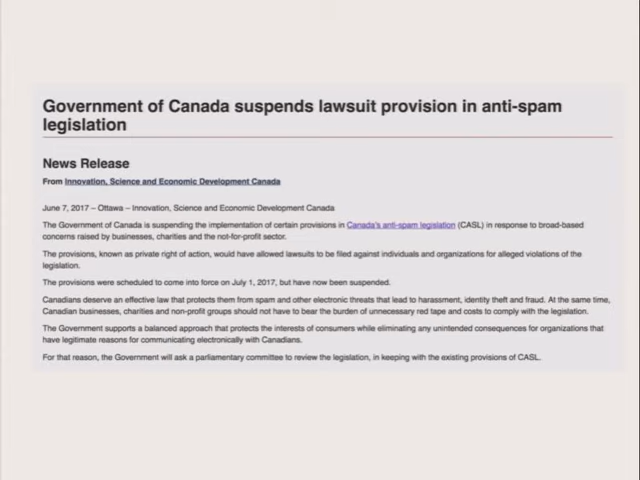 Government of Canada suspends lawsuit provision in anti-spam
legislation
News Release
From Innovation, Science and Economic Development Canada
June 7, 2017 – Ottawa – Innovation, Science and Economic Development Canada
The Government of Canada is suspending the implementation of certain provisions in Canada's anti-spam legislation (CASL) in response to broad-based
concerns raised by businesses, charities and the not-for-profit sector.
The provisions, known as private right of action, would have allowed lawsuits to be filed against individuals and organizations for alleged violations of the
legislation.
The provisions were scheduled to come into force on July 1, 2017, but have now been suspended.
Canadians deserve an effective law that protects them from spam and other electronic threats that lead to harassment, identity theft and fraud. At the same time,
Canadian businesses, charities and non-profit groups should not have to bear the burden of unnecessary red tape and costs to comply with the legislation.
The Government supports a balanced approach that protects the interests of consumers while eliminating any unintended consequences for organizations that
have legitimate reasons for communicating electronically with Canadians.
For that reason, the Government will ask a parliamentary committee to review the legislation, in keeping with the existing provisions of CASL.